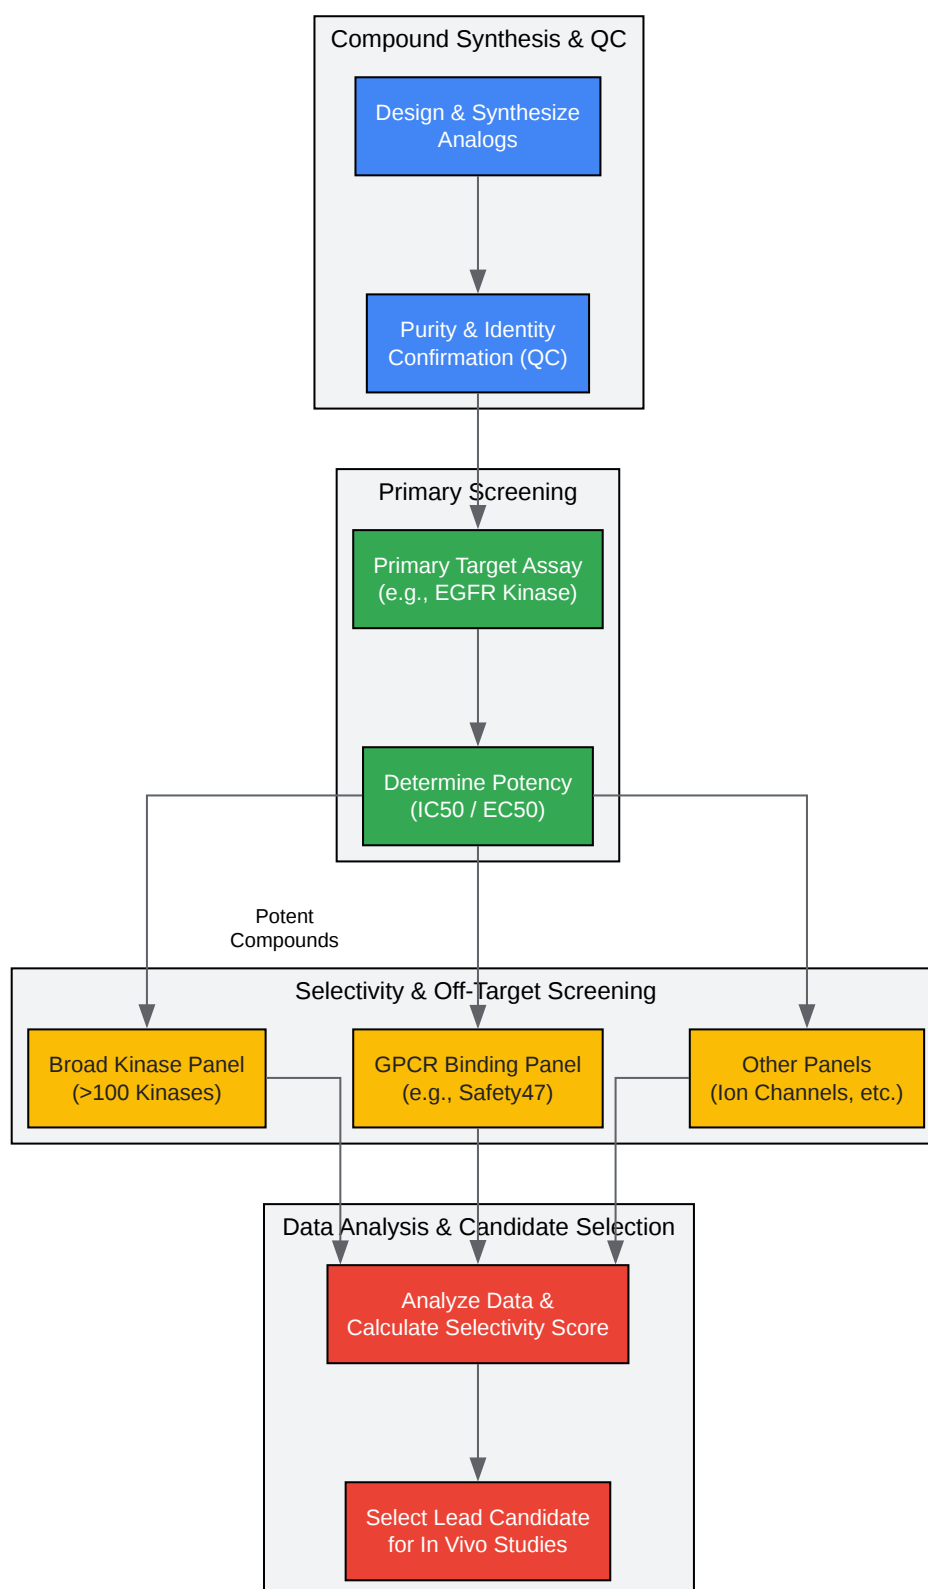 Compound Synthesis & QC
Design & Synthesize
Analogs
Purity & Identity
Confirmation (QC)
Primary Screening
Primary Target Assay
(e.g., EGFR Kinase)
Determine Potency
(IC50 / EC50)
Potent
Compounds
Selectivity & Off-Target Screening
Broad Kinase Panel
(>100 Kinases)
GPCR Binding Panel
(e.g., Safety47)
Other Panels
(Ion Channels, etc.)
Data Analysis & Candidate Selection
Analyze Data &
Calculate Selectivity Score
Select Lead Candidate
for In Vivo Studies